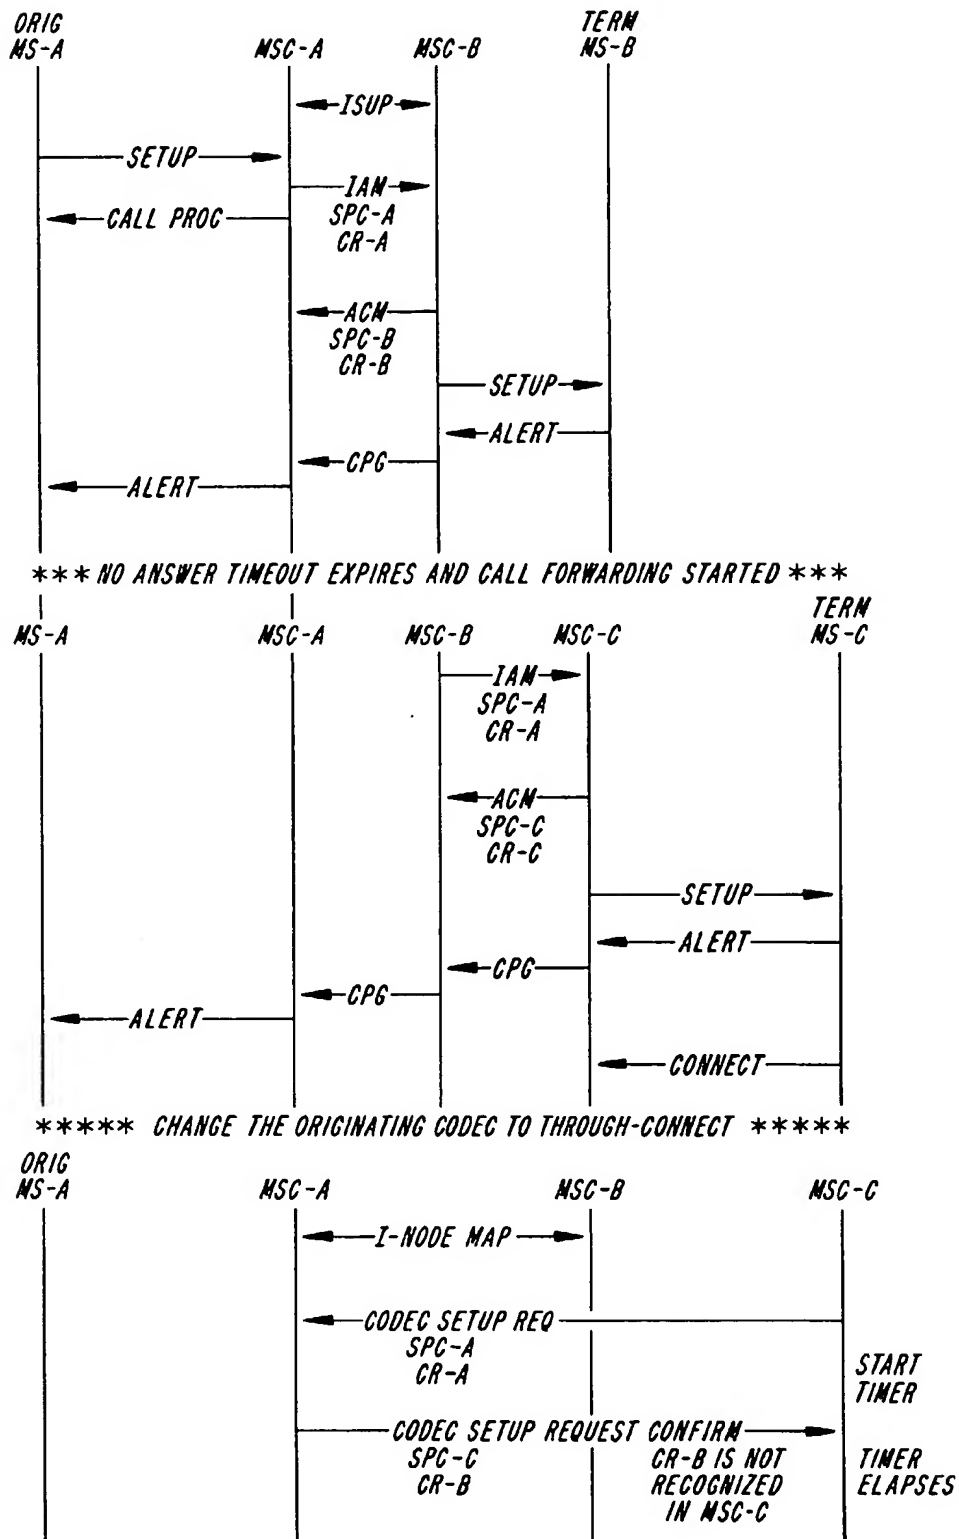 ORIG
MS-A MSC-A MSC-B TERM
MS-B
ISUP
SETUP
IAM
SPC-A
CR-A
CALL PROC
ACM
SPC-B
CR-B
SETUP
ALERT
CPG
ALERT
*** NO ANSWER TIMEOUT EXPIRES AND CALL FORWARDING STARTED ***
MS-A MSC-A MSC-B MSC-C TERM
MS-C
IAM
SPC-A
CR-A
ACM
SPC-C
CR-C
SETUP
ALERT
CPG
CPG
ALERT
CONNECT
***** CHANGE THE ORIGINATING CODEC TO THROUGH-CONNECT *****
ORIG
MS-A MSC-A MSC-B MSC-C
I-NODE MAP
CODEC SETUP REQ
SPC-A
CR-A
START
TIMER
CODEC SETUP REQUEST CONFIRM
SPC-C
CR-B
CR-B IS NOT
RECOGNIZED
IN MSC-C
TIMER
ELAPSES